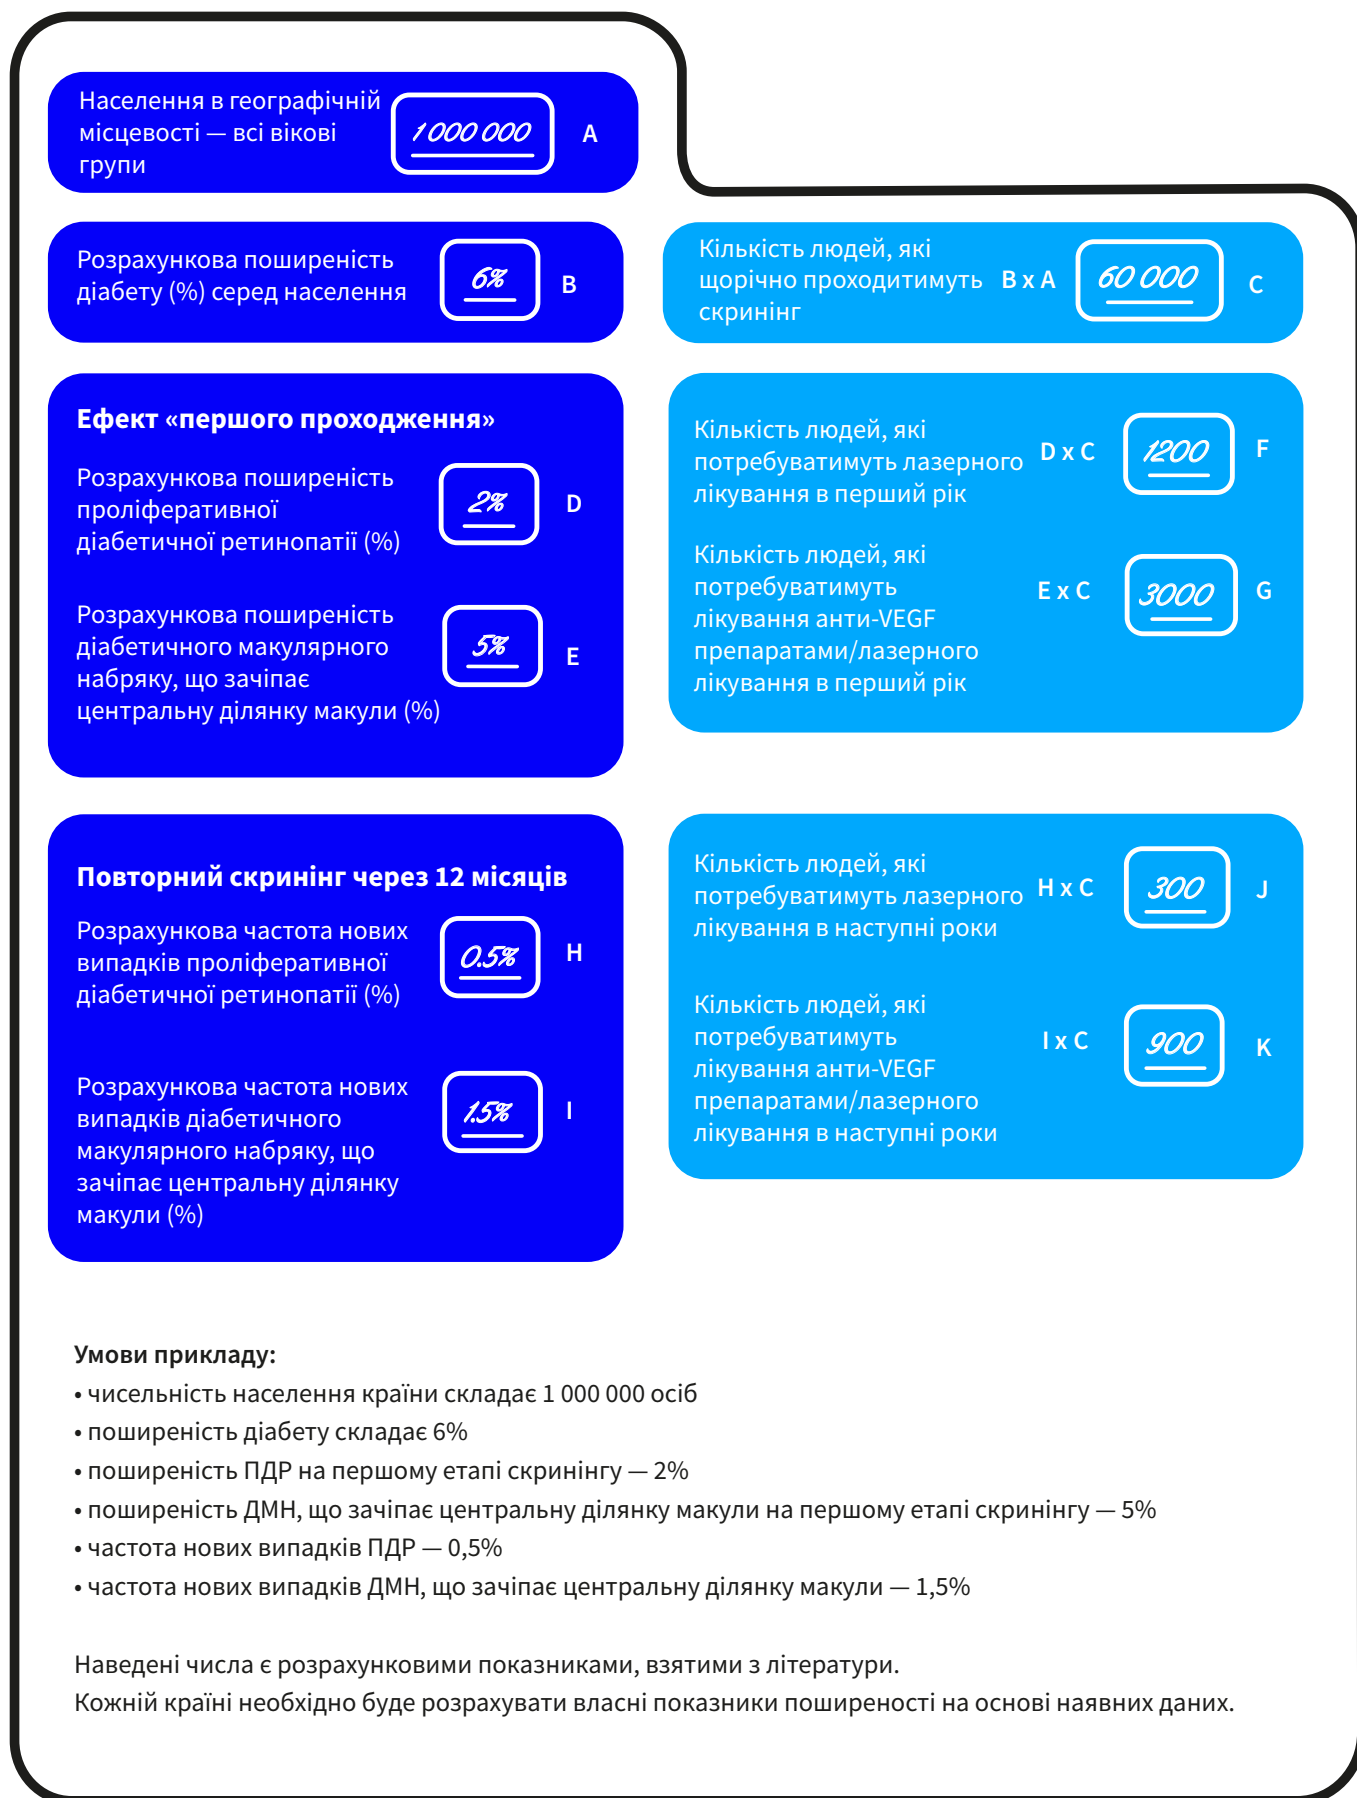 Населення в географічній
місцевості — всі вікові
групи
1 000 000
A
Розрахункова поширеність
діабету (%) серед населення
6%
B
Кількість людей, які
щорічно проходитимуть
скринінг
B x A
60 000
C
Ефект «першого проходження»
Розрахункова поширеність
проліферативної
діабетичної ретинопатії (%)
2%
D
Розрахункова поширеність
діабетичного макулярного
набряку, що зачіпає
центральну ділянку макули (%)
5%
E
Кількість людей, які
потребуватимуть лазерного
лікування в перший рік
D x C
1200
F
Кількість людей, які
потребуватимуть
лікування анти-VEGF
препаратами/лазерного
лікування в перший рік
E x C
3000
G
Повторний скринінг через 12 місяців
Розрахункова частота нових
випадків проліферативної
діабетичної ретинопатії (%)
0.5%
H
Розрахункова частота нових
випадків діабетичного
макулярного набряку, що
зачіпає центральну ділянку
макули (%)
1.5%
I
Кількість людей, які
потребуватимуть лазерного
лікування в наступні роки
H x C
300
J
Кількість людей, які
потребуватимуть
лікування анти-VEGF
препаратами/лазерного
лікування в наступні роки
I x C
900
K
Умови прикладу:
• чисельність населення країни складає 1 000 000 осіб
• поширеність діабету складає 6%
• поширеність ПДР на першому етапі скринінгу — 2%
• поширеність ДМН, що зачіпає центральну ділянку макули на першому етапі скринінгу — 5%
• частота нових випадків ПДР — 0,5%
• частота нових випадків ДМН, що зачіпає центральну ділянку макули — 1,5%
Наведені числа є розрахунковими показниками, взятими з літератури.
Кожній країні необхідно буде розрахувати власні показники поширеності на основі наявних даних.